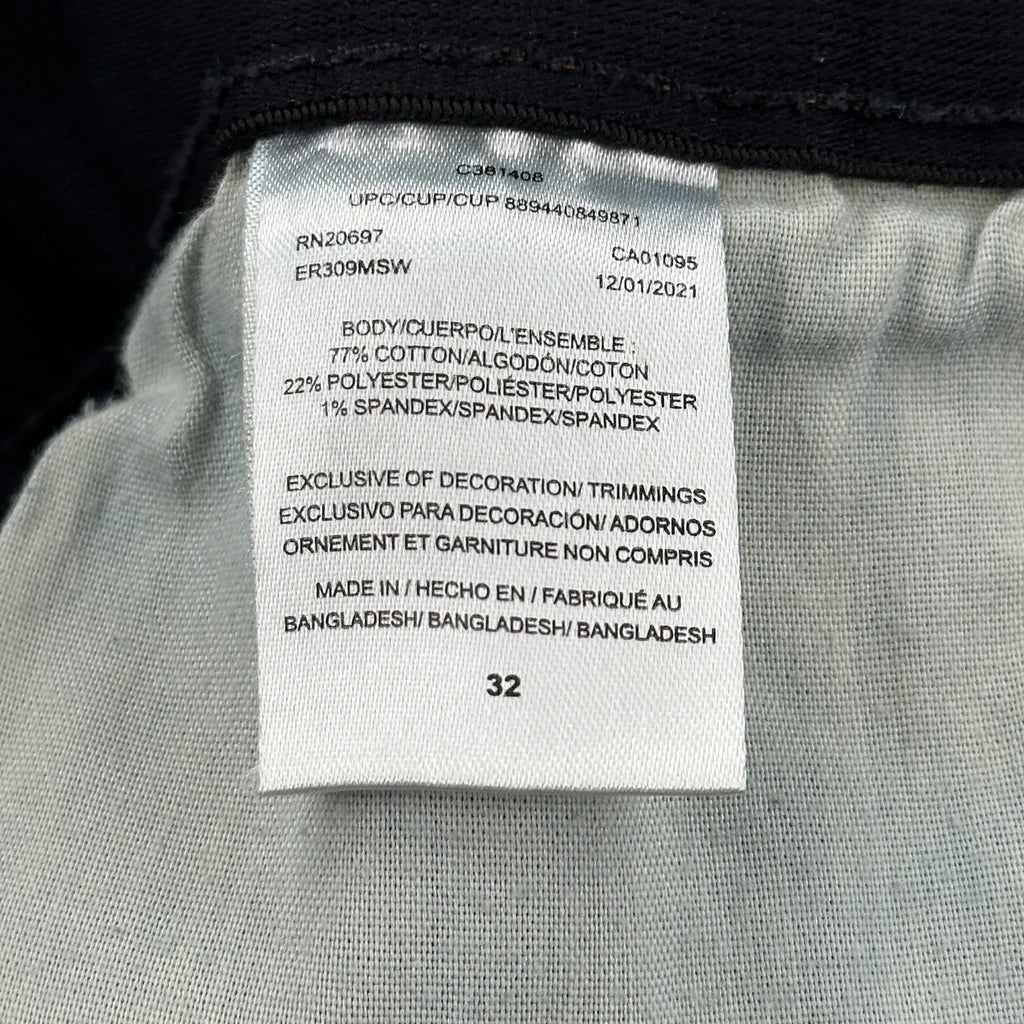 C381408
UPC/CUP/CUP 889440849871
RN20697
CA01095
ER309MSW
12/01/2021
BODY/CUERPO/L'ENSEMBLE :
77% COTTON/ALGODÓN/COTON
22% POLYESTER/POLIÉSTER/POLYESTER
1% SPANDEX/SPANDEX/SPANDEX
EXCLUSIVE OF DECORATION/ TRIMMINGS
EXCLUSIVO PARA DECORACIÓN/ ADORNOS
ORNEMENT ET GARNITURE NON COMPRIS
MADE IN / HECHO EN / FABRIQUÉ AU
BANGLADESH/ BANGLADESH/ BANGLADESH
32